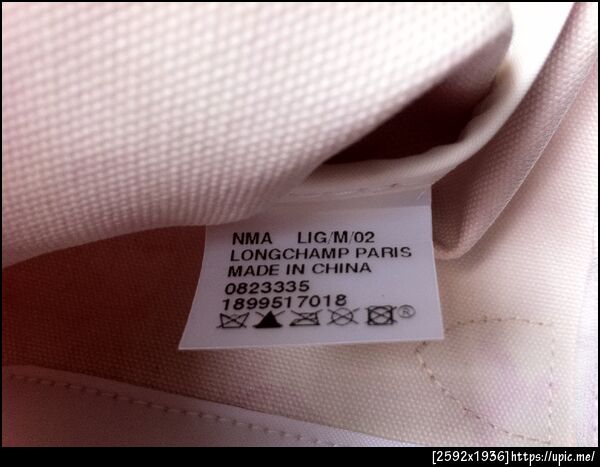 NMA LIG/M/02
LONGCHAMP PARIS
MADE IN CHINA
0823335
1899517018
®
[2592x1936]https://upic.me/